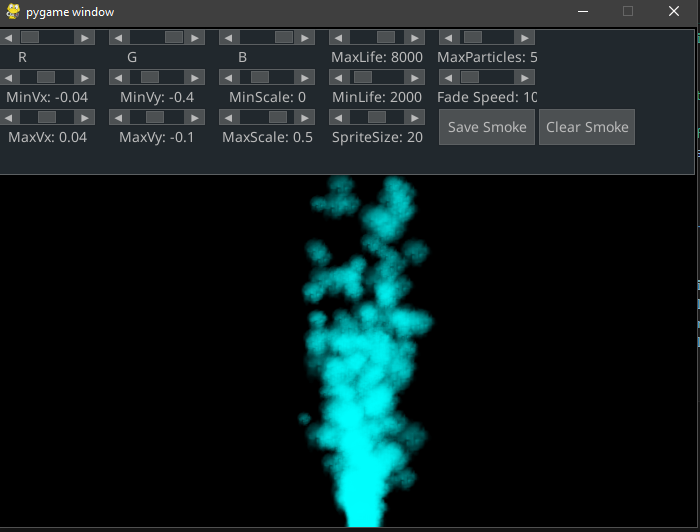 pygame window
R G B MaxLife: 8000 MaxParticles: 5
MinVx: -0.04 MinVy: -0.4 MinScale: 0 MinLife: 2000 Fade Speed: 10
Save Smoke Clear Smoke
MaxVx: 0.04 MaxVy: -0.1 MaxScale: 0.5 SpriteSize: 20